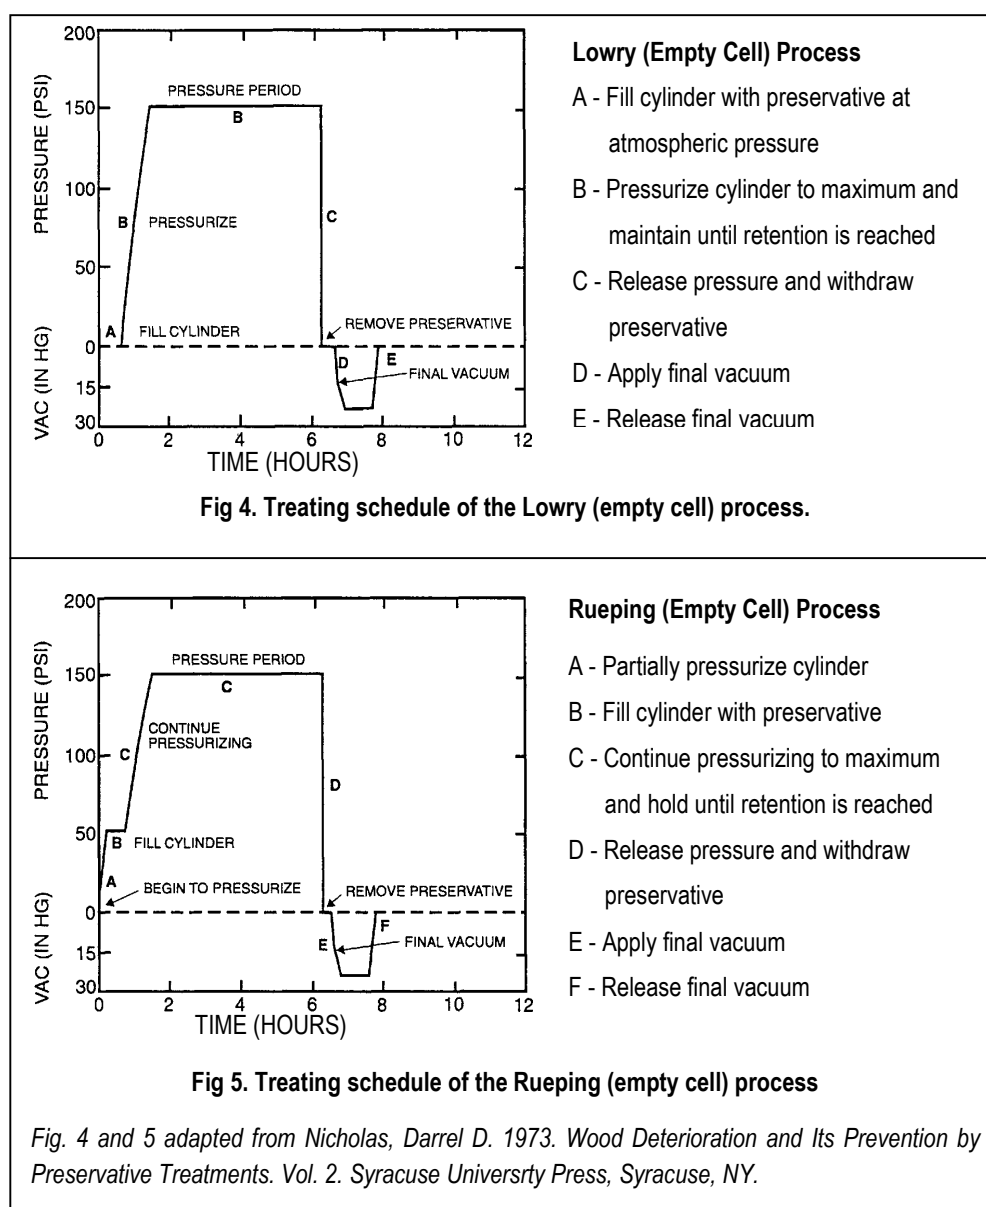 200
150
100
50
0
15
30
PRESSURE (PSI)
VAC (IN HG)
PRESSURE PERIOD
B
B PRESSURIZE
C
A FILL CYLINDER
REMOVE PRESERVATIVE
D
E
FINAL VACUUM
0 2 4 6 8 10 12
TIME (HOURS)
Lowry (Empty Cell) Process
A - Fill cylinder with preservative at
atmospheric pressure
B - Pressurize cylinder to maximum and
maintain until retention is reached
C - Release pressure and withdraw
preservative
D - Apply final vacuum
E - Release final vacuum
Fig 4. Treating schedule of the Lowry (empty cell) process.
200
150
100
50
0
15
30
PRESSURE (PSI)
VAC (IN HG)
PRESSURE PERIOD
C
C CONTINUE
PRESSURIZING
D
B FILL CYLINDER
A
BEGIN TO PRESSURIZE
REMOVE PRESERVATIVE
E
F
FINAL VACUUM
0 2 4 6 8 10 12
TIME (HOURS)
Rueping (Empty Cell) Process
A - Partially pressurize cylinder
B - Fill cylinder with preservative
C - Continue pressurizing to maximum
and hold until retention is reached
D - Release pressure and withdraw
preservative
E - Apply final vacuum
F - Release final vacuum
Fig 5. Treating schedule of the Rueping (empty cell) process
Fig. 4 and 5 adapted from Nicholas, Darrel D. 1973. Wood Deterioration and Its Prevention by
Preservative Treatments. Vol. 2. Syracuse Universrty Press, Syracuse, NY.